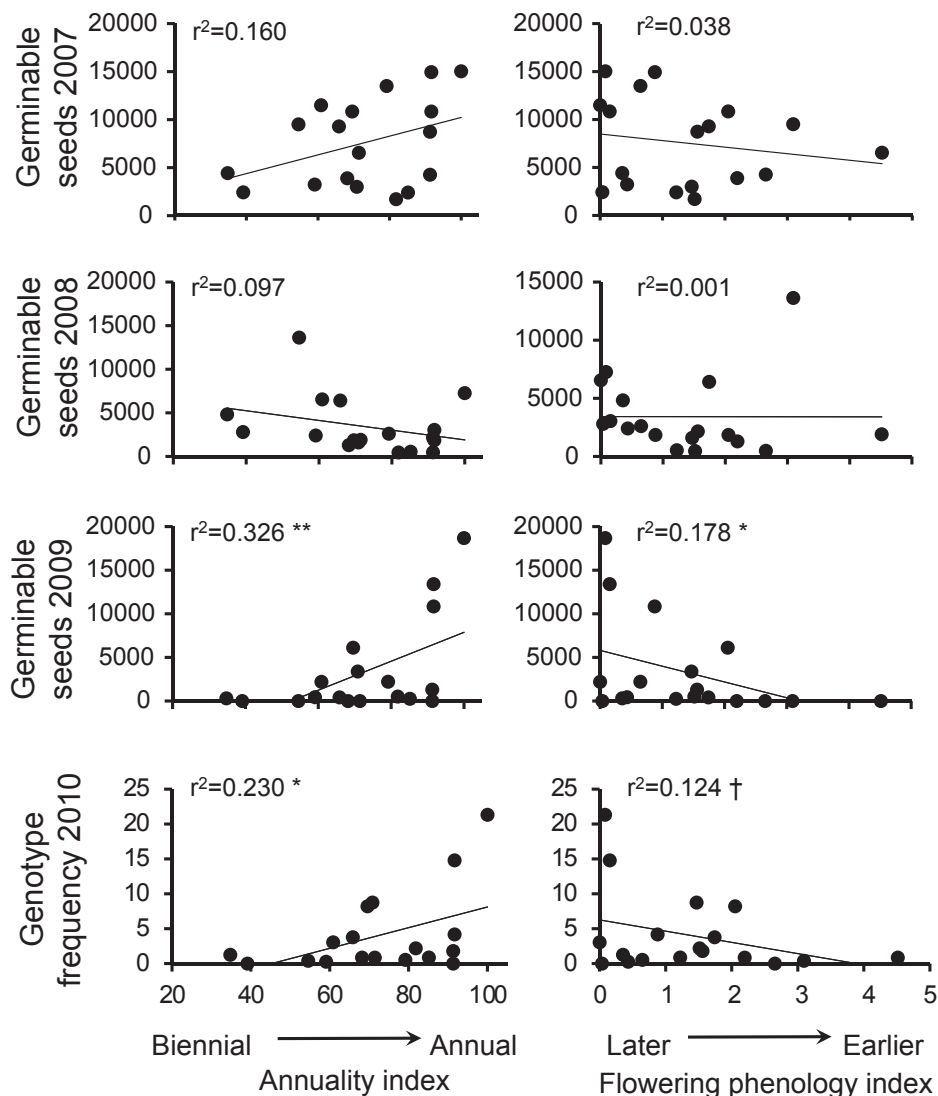 Germinable
seeds 2007
20000
15000
10000
5000
0
r²=0.160
20000
15000
10000
5000
0
r²=0.038
Germinable
seeds 2008
20000
15000
10000
5000
0
r²=0.097
15000
10000
5000
0
r²=0.001
Germinable
seeds 2009
20000
15000
10000
5000
0
r²=0.326 **
20000
15000
10000
5000
0
r²=0.178 *
Genotype
frequency 2010
25
20
15
10
5
0
r²=0.230 *
25
20
15
10
5
0
r²=0.124 †
20 40 60 80 100
0 1 2 3 4 5
Biennial Annual
Annuality index
Later Earlier
Flowering phenology index